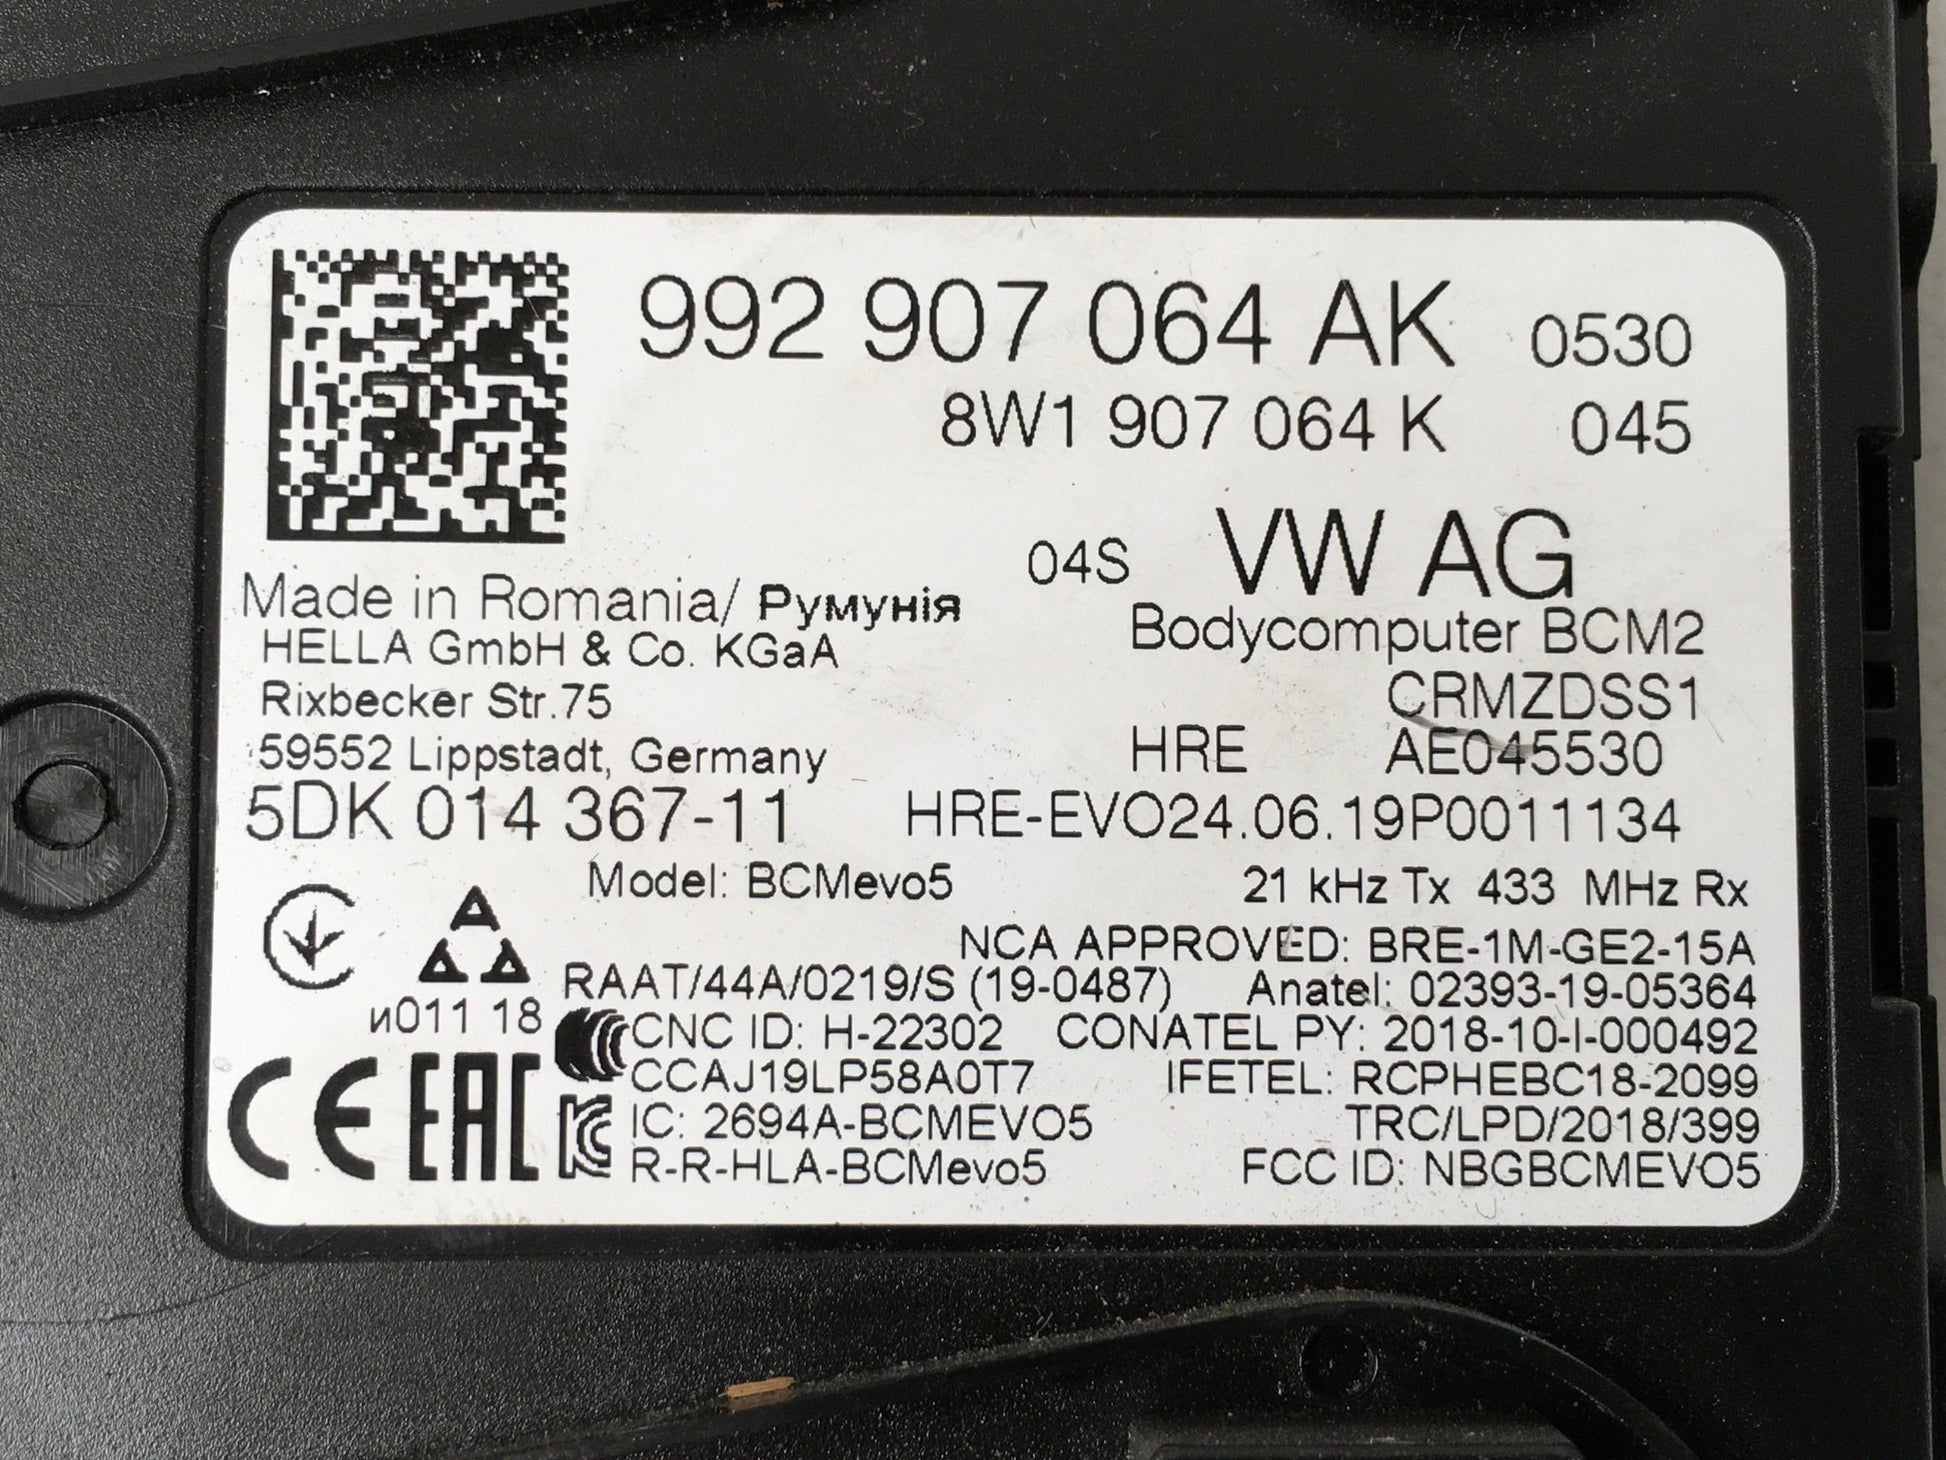 992 907 064 AK 0530
8W1 907 064 K 045
04S VW AG
Made in Romania/ Румунія
Bodycomputer BCM2
HELLA GmbH & Co. KGaA
CRMZDSS1
Rixbecker Str.75
HRE AE045530
59552 Lippstadt, Germany
5DK 014 367-11 HRE-EVO24.06.19P0011134
Model: BCMevo5 21 kHz Tx 433 MHz Rx
NCA APPROVED: BRE-1M-GE2-15A
RAAT/44A/0219/S (19-0487) Anatel: 02393-19-05364
и011 18
CNC ID: H-22302 CONATEL PY: 2018-10-I-000492
CCAJ19LP58A0T7 IFETEL: RCPHEBC18-2099
CE EAC
IC: 2694A-BCMEVO5 TRC/LPD/2018/399
R-R-HLA-BCMevo5 FCC ID: NBGBCMEVO5